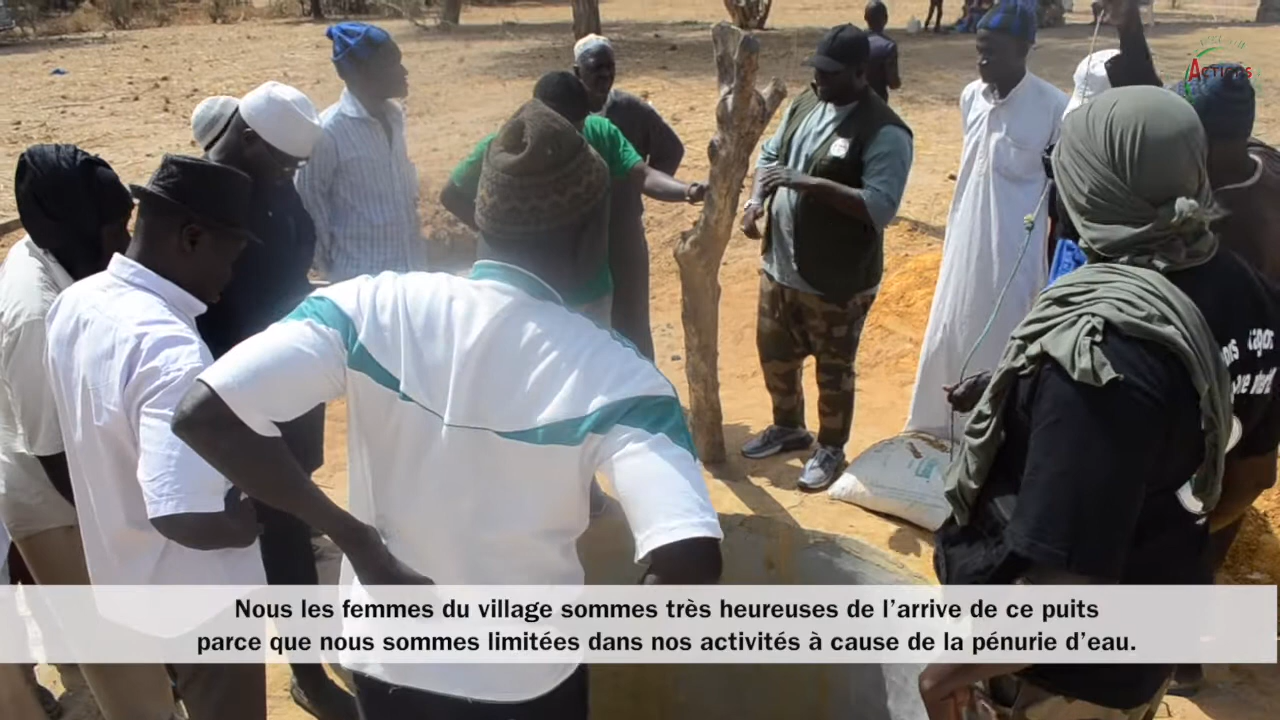 ACTIONS
Nous les femmes du village sommes très heureuses de l’arrive de ce puits
parce que nous sommes limitées dans nos activités à cause de la pénurie d’eau.